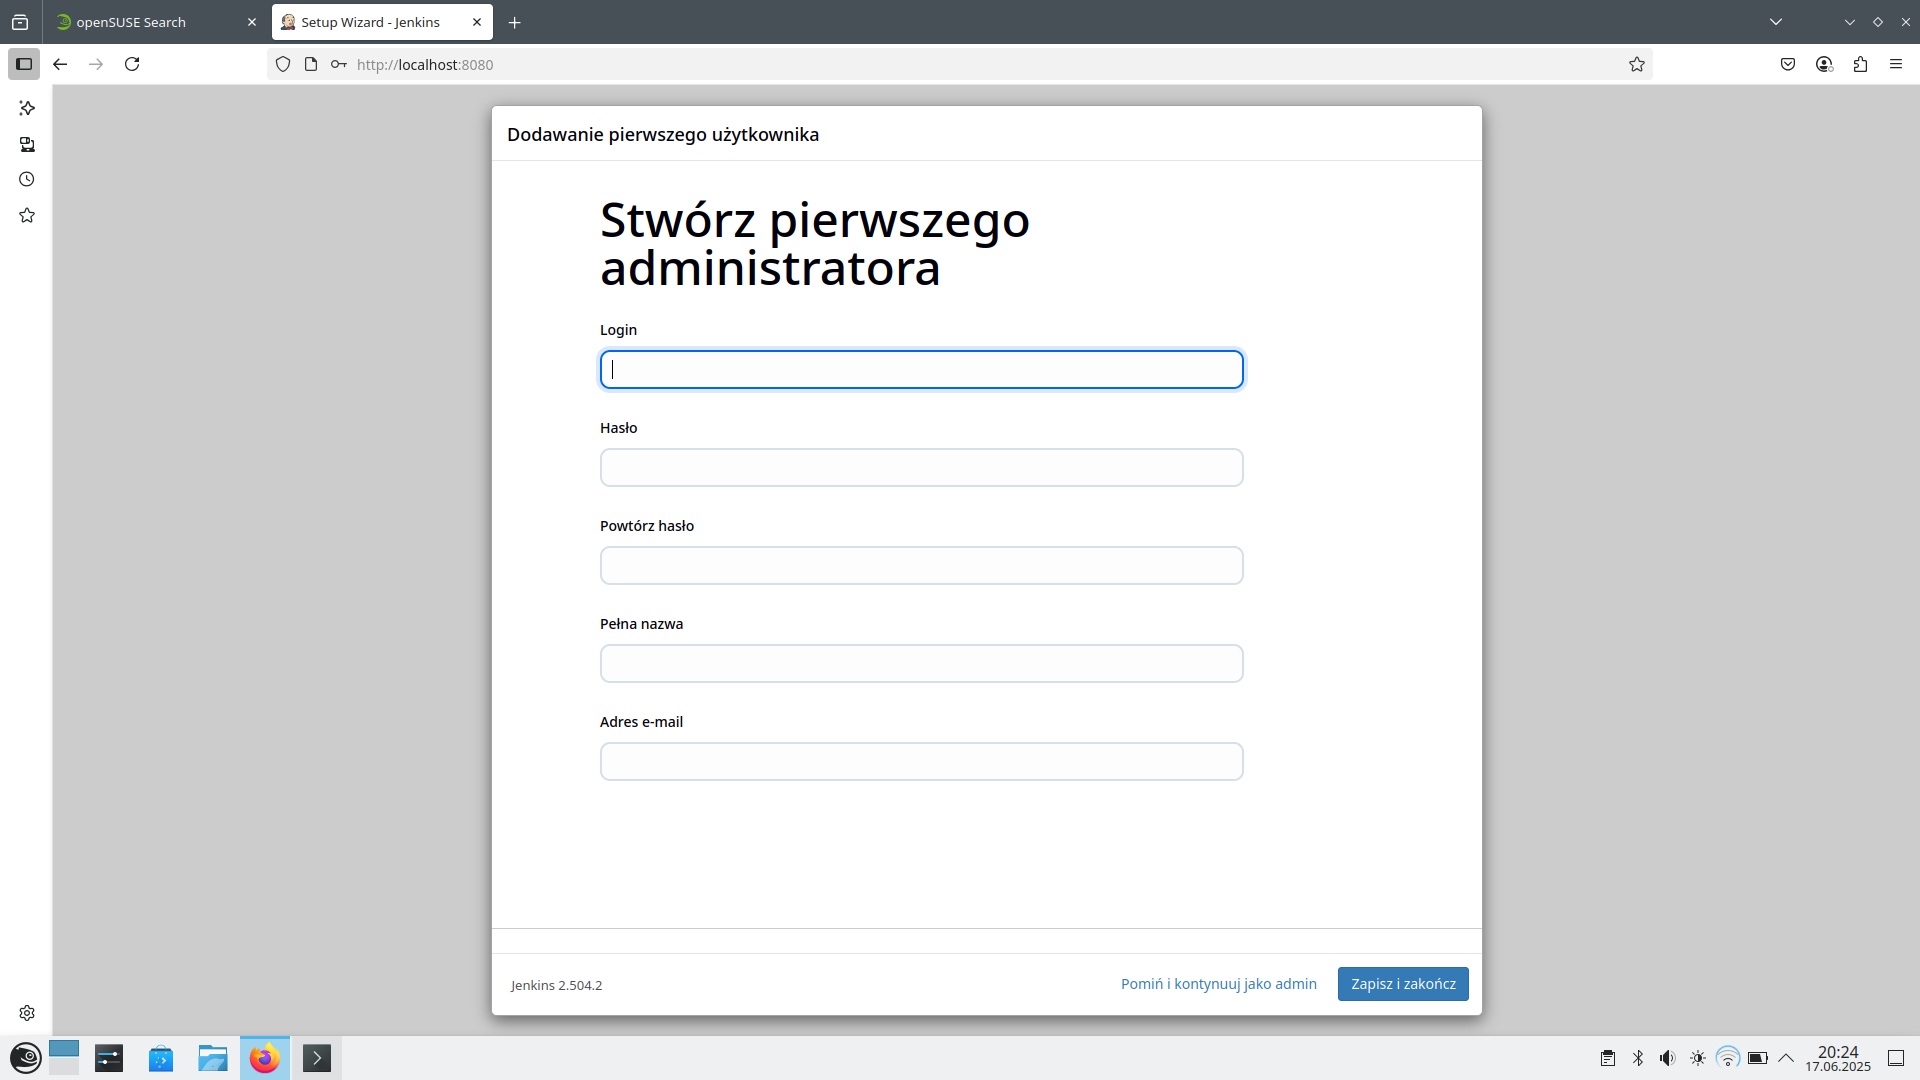 openSUSE Search
Setup Wizard - Jenkins
http://localhost:8080
Dodawanie pierwszego użytkownika
Stwórz pierwszego
administratora
Login
Hasło
Powtórz hasło
Pełna nazwa
Adres e-mail
Jenkins 2.504.2
Pomiń i kontynuuj jako admin
Zapisz i zakończ
20:24
17.06.2025